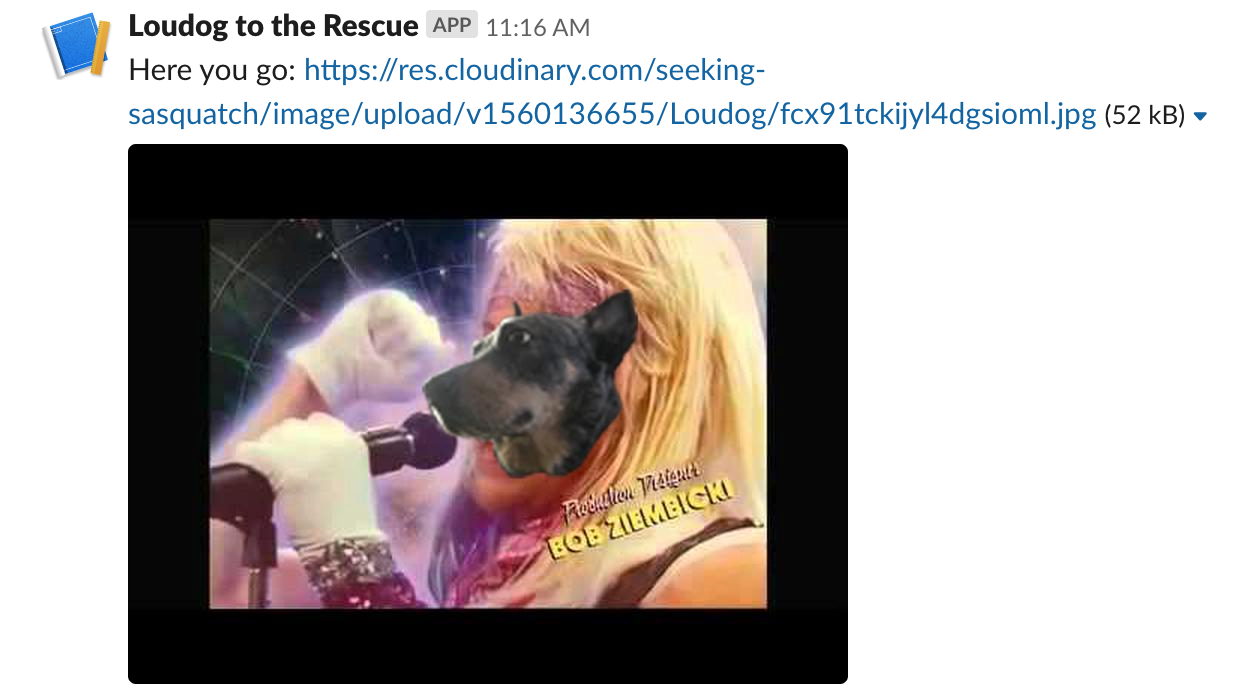 Loudog to the Rescue APP 11:16 AM
Here you go: https://res.cloudinary.com/seeking-
sasquatch/image/upload/v1560136655/Loudog/fcx91tckijyl4dgsioml.jpg (52 kB)
Production Designer
BOB ZIEMBICKI